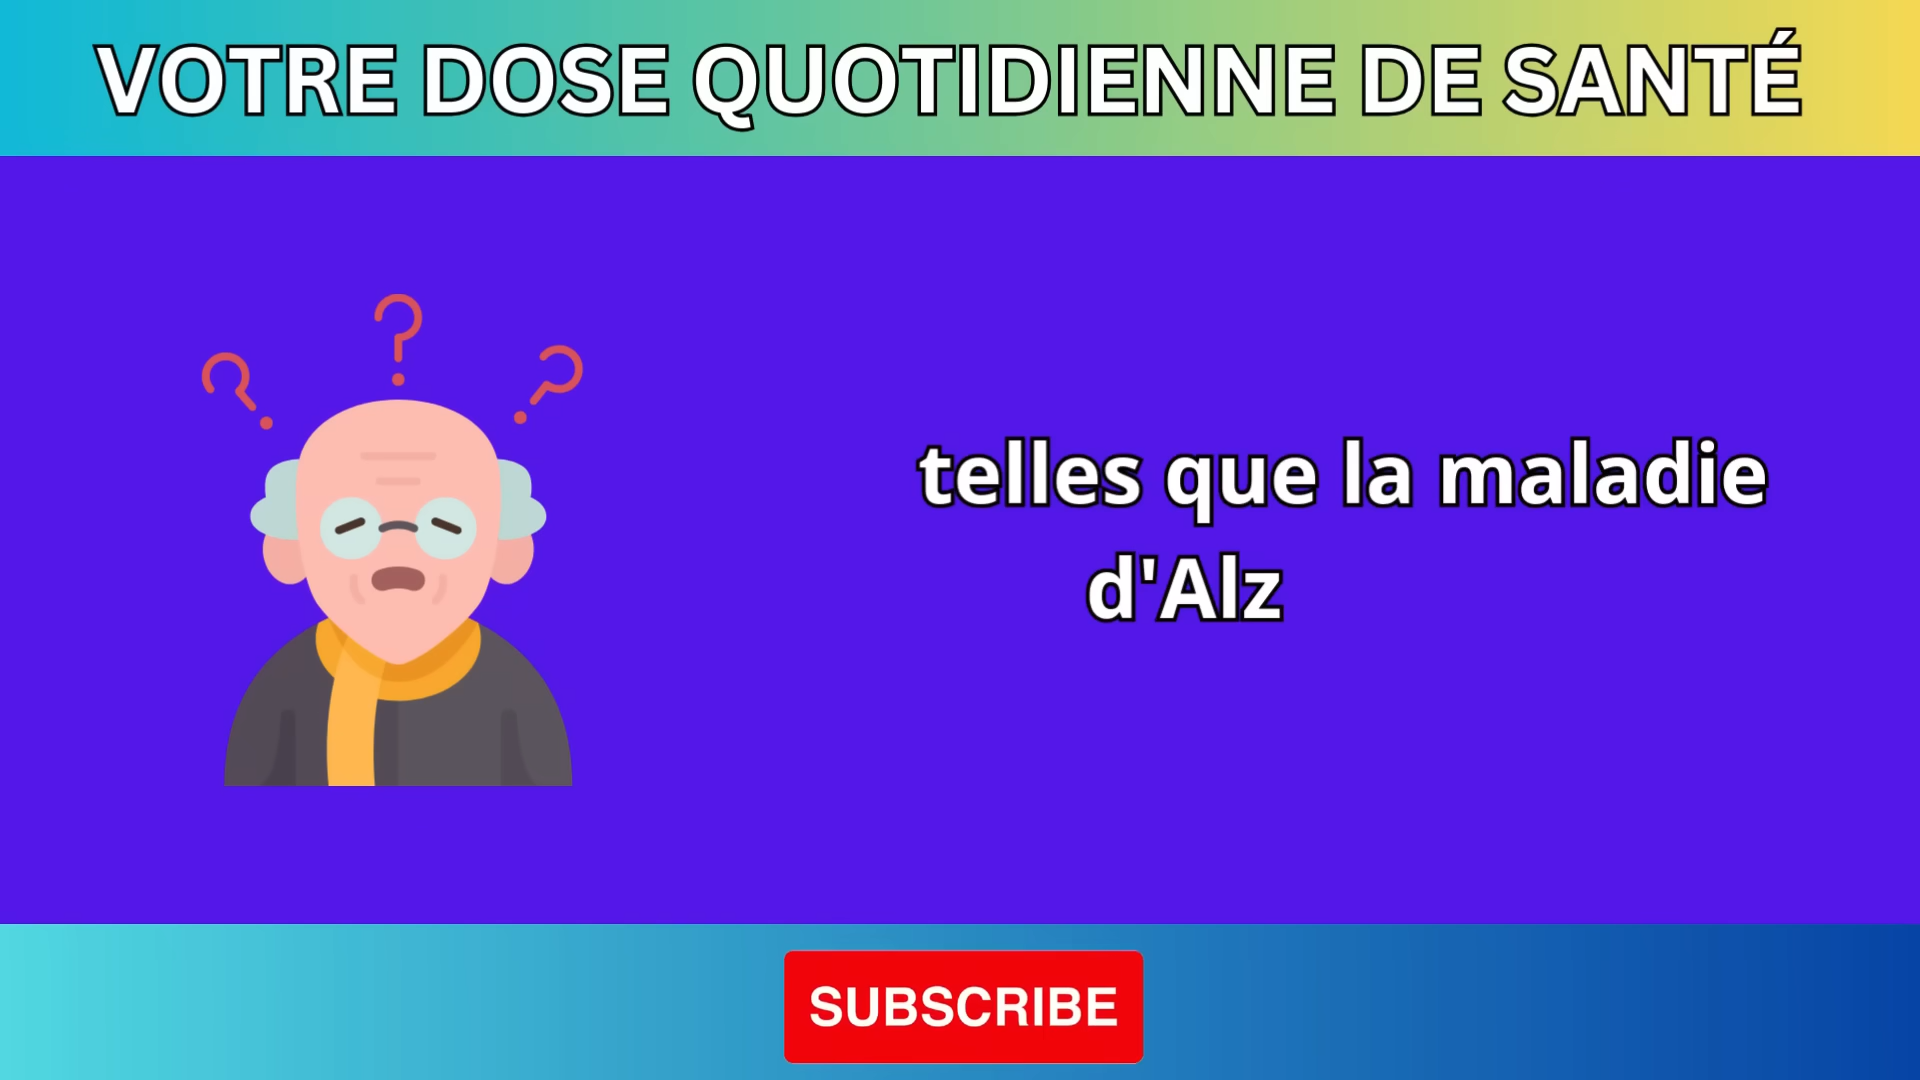 VOTRE DOSE QUOTIDIENNE DE SANTÉ
telles que la maladie
d'Alz
SUBSCRIBE